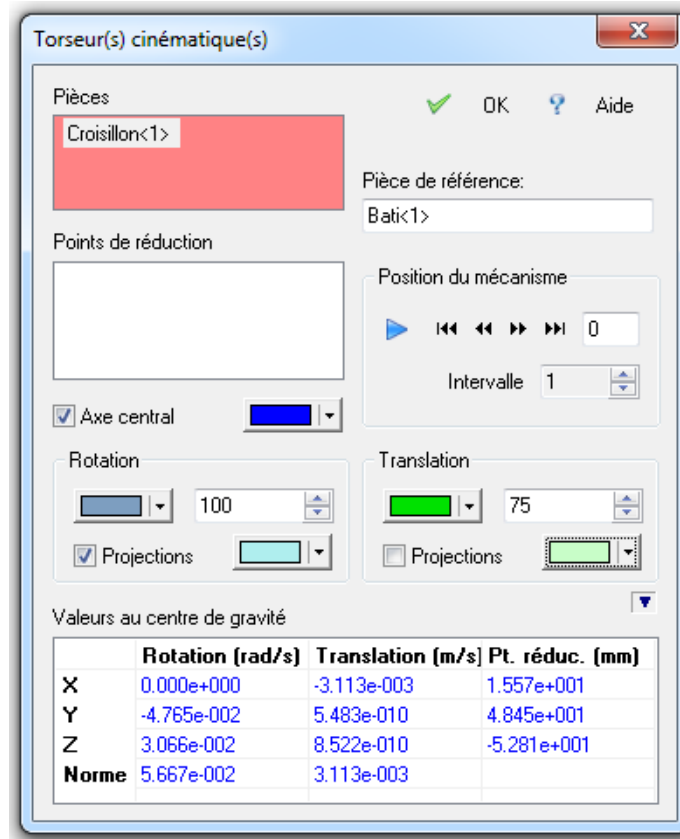 Torseur(s) cinématique(s)
Pièces
OK
Aide
Croisillon<1>
Pièce de référence:
Bati<1>
Points de réduction
Position du mécanisme
0
Intervalle 1
Axe central
Rotation
Translation
100
75
Projections
Projections
Valeurs au centre de gravité
Rotation (rad/s) Translation (m/s) Pt. réduc. (mm)
X 0.000e+000 -3.113e-003 1.557e+001
Y -4.765e-002 5.483e-010 4.845e+001
Z 3.066e-002 8.522e-010 -5.281e+001
Norme 5.667e-002 3.113e-003